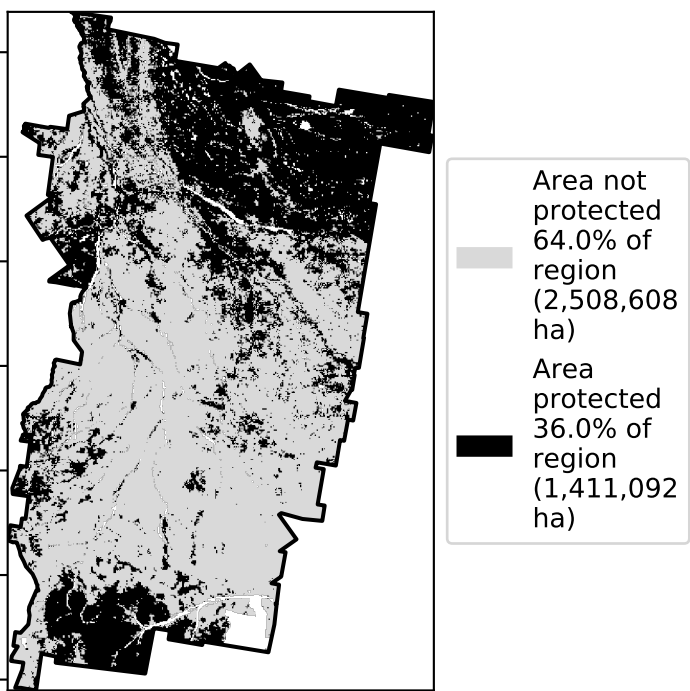 Area not
protected
64.0% of
region
(2,508,608
ha)
Area
protected
36.0% of
region
(1,411,092
ha)